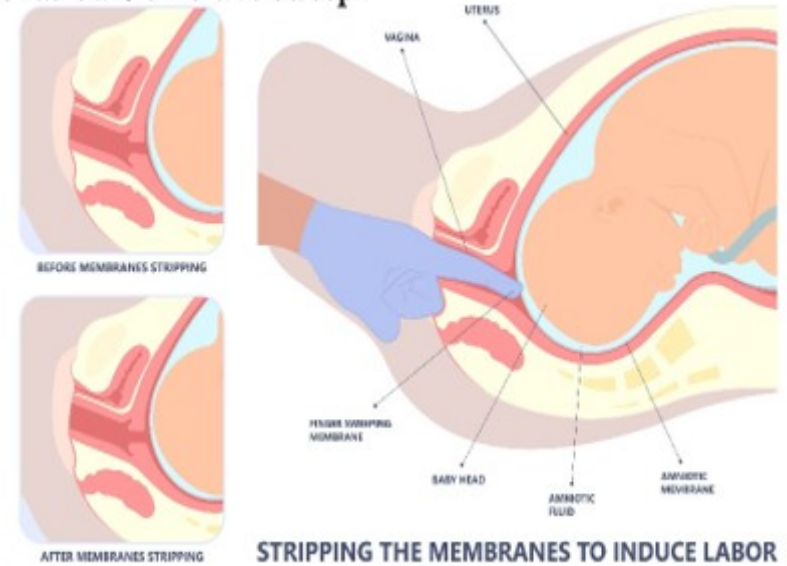 UTERUS
VAGINA
BEFORE MEMBRANES STRIPPING
FINGER SWEEPING
MEMBRANE
BABY HEAD
AMNIOTIC
FLUID
AMNIOTIC
MEMBRANE
AFTER MEMBRANES STRIPPING
STRIPPING THE MEMBRANES TO INDUCE LABOR